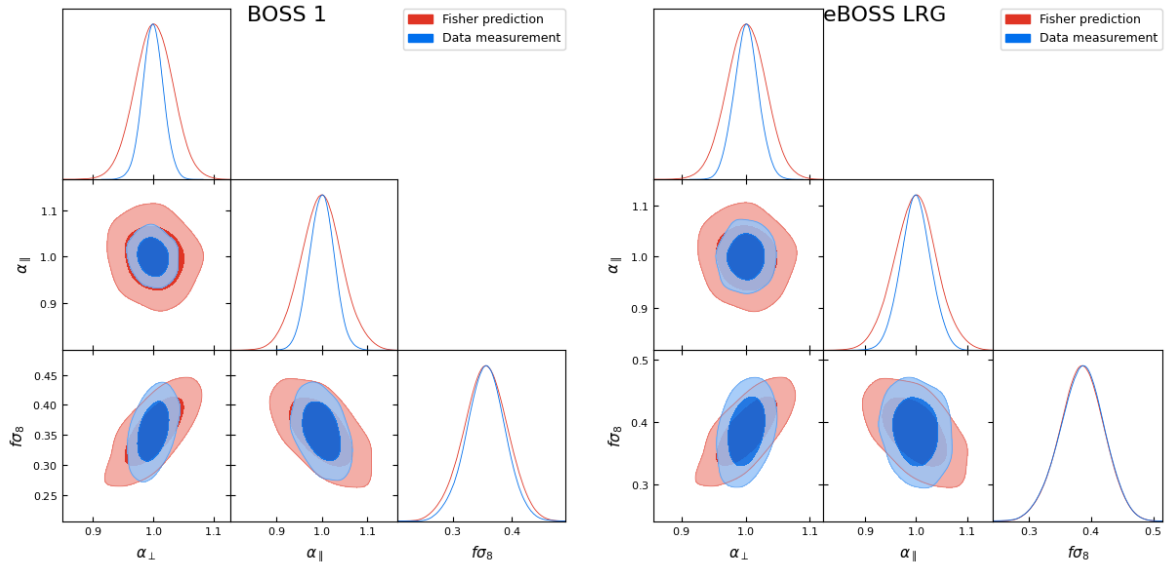 BOSS 1
Fisher prediction
Data measurement
α∥
1.1
1.0
0.9
fσ8
0.45
0.40
0.35
0.30
0.25
0.9 1.0 1.1
α⊥
0.9 1.0 1.1
α∥
0.3 0.4
fσ8
eBOSS LRG
Fisher prediction
Data measurement
α∥
1.1
1.0
0.9
fσ8
0.5
0.4
0.3
0.9 1.0 1.1
α⊥
0.9 1.0 1.1
α∥
0.3 0.4 0.5
fσ8